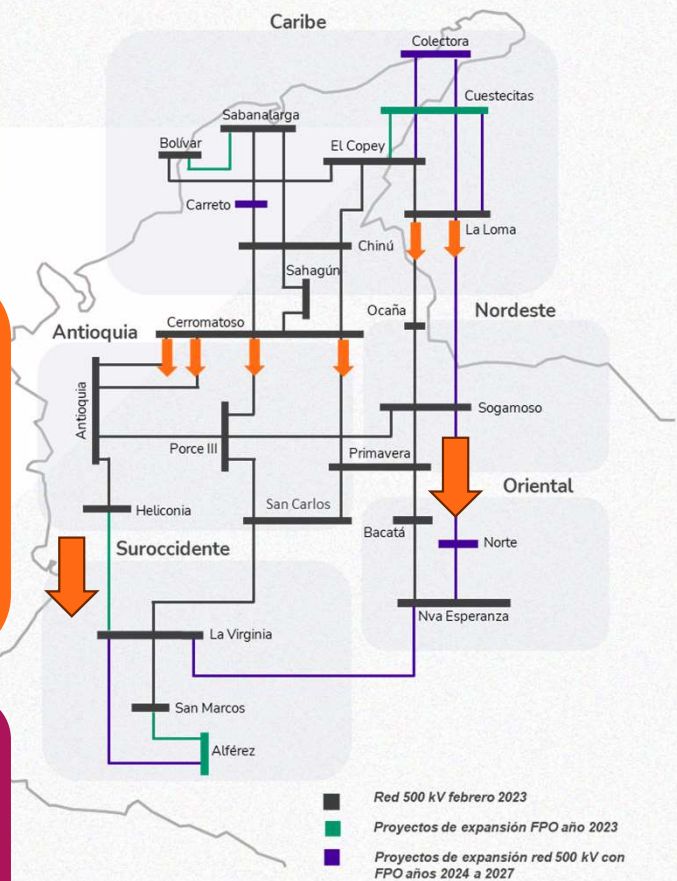 Caribe
Colectora
Cuestecitas
Sabanalarga
Bolívar
El Copey
Carreto
La Loma
Chinú
Sahagún
Ocaña
Nordeste
Cerromatoso
Antioquia
Antioquia
Sogamoso
Porce III
Primavera
Oriental
San Carlos
Heliconia
Bacatá
Norte
Suroccidente
Nva Esperanza
La Virginia
San Marcos
Alférez
Red 500 kV febrero 2023
Proyectos de expansión FPO año 2023
Proyectos de expansión red 500 kV con
FPO años 2024 a 2027